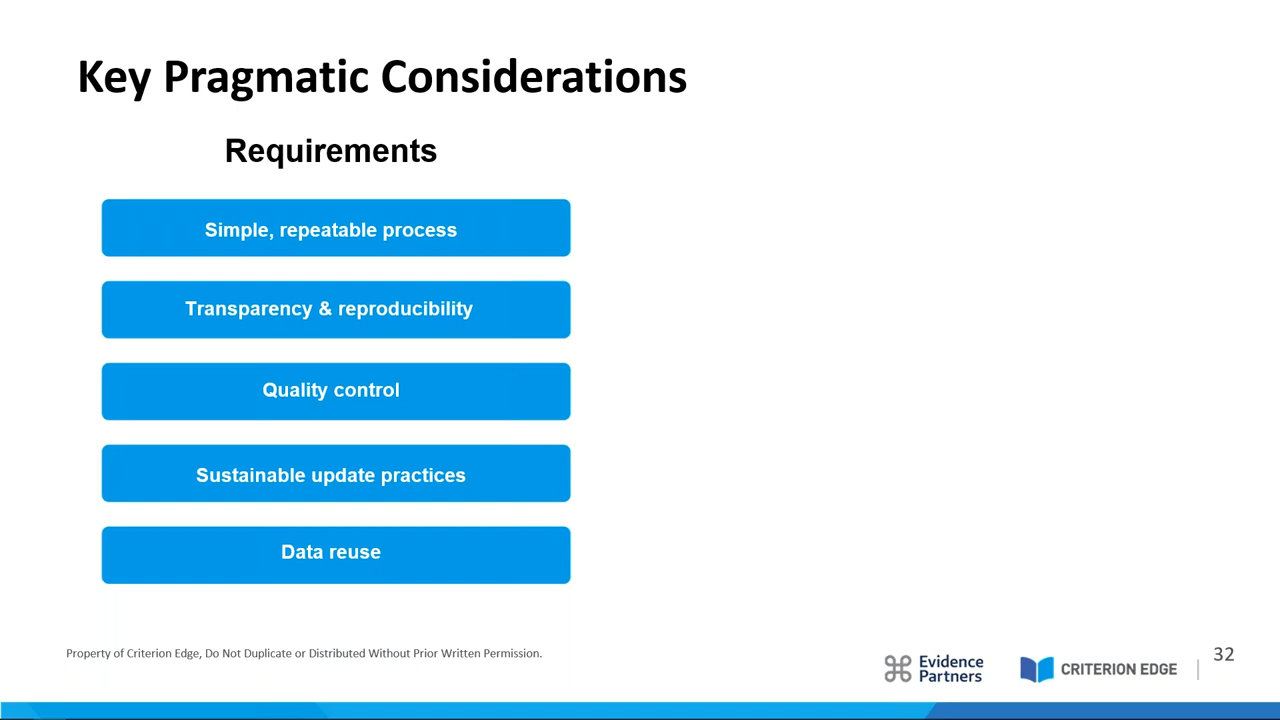 Key Pragmatic Considerations
Requirements
Simple, repeatable process
Transparency & reproducibility
Quality control
Sustainable update practices
Data reuse
Property of Criterion Edge, Do Not Duplicate or Distributed Without Prior Written Permission.
Evidence
Partners
CRITERION EDGE
32